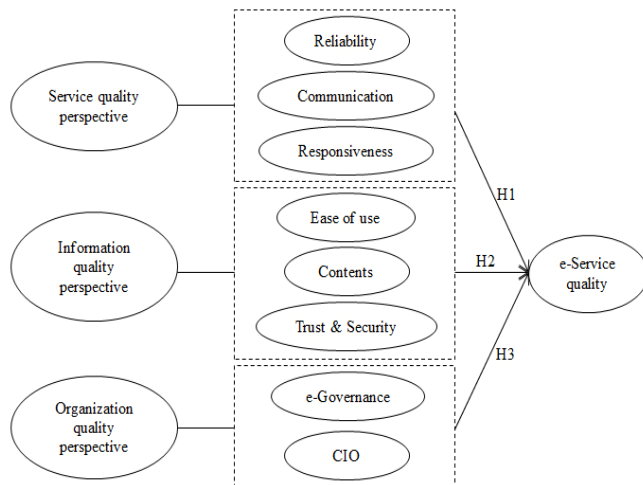 Reliability
Service quality
perspective
Communication
Responsiveness
H1
Ease of use
Information
quality
perspective
Contents
H2
e-Service
quality
Trust & Security
H3
Organization
quality
perspective
e-Governance
CIO